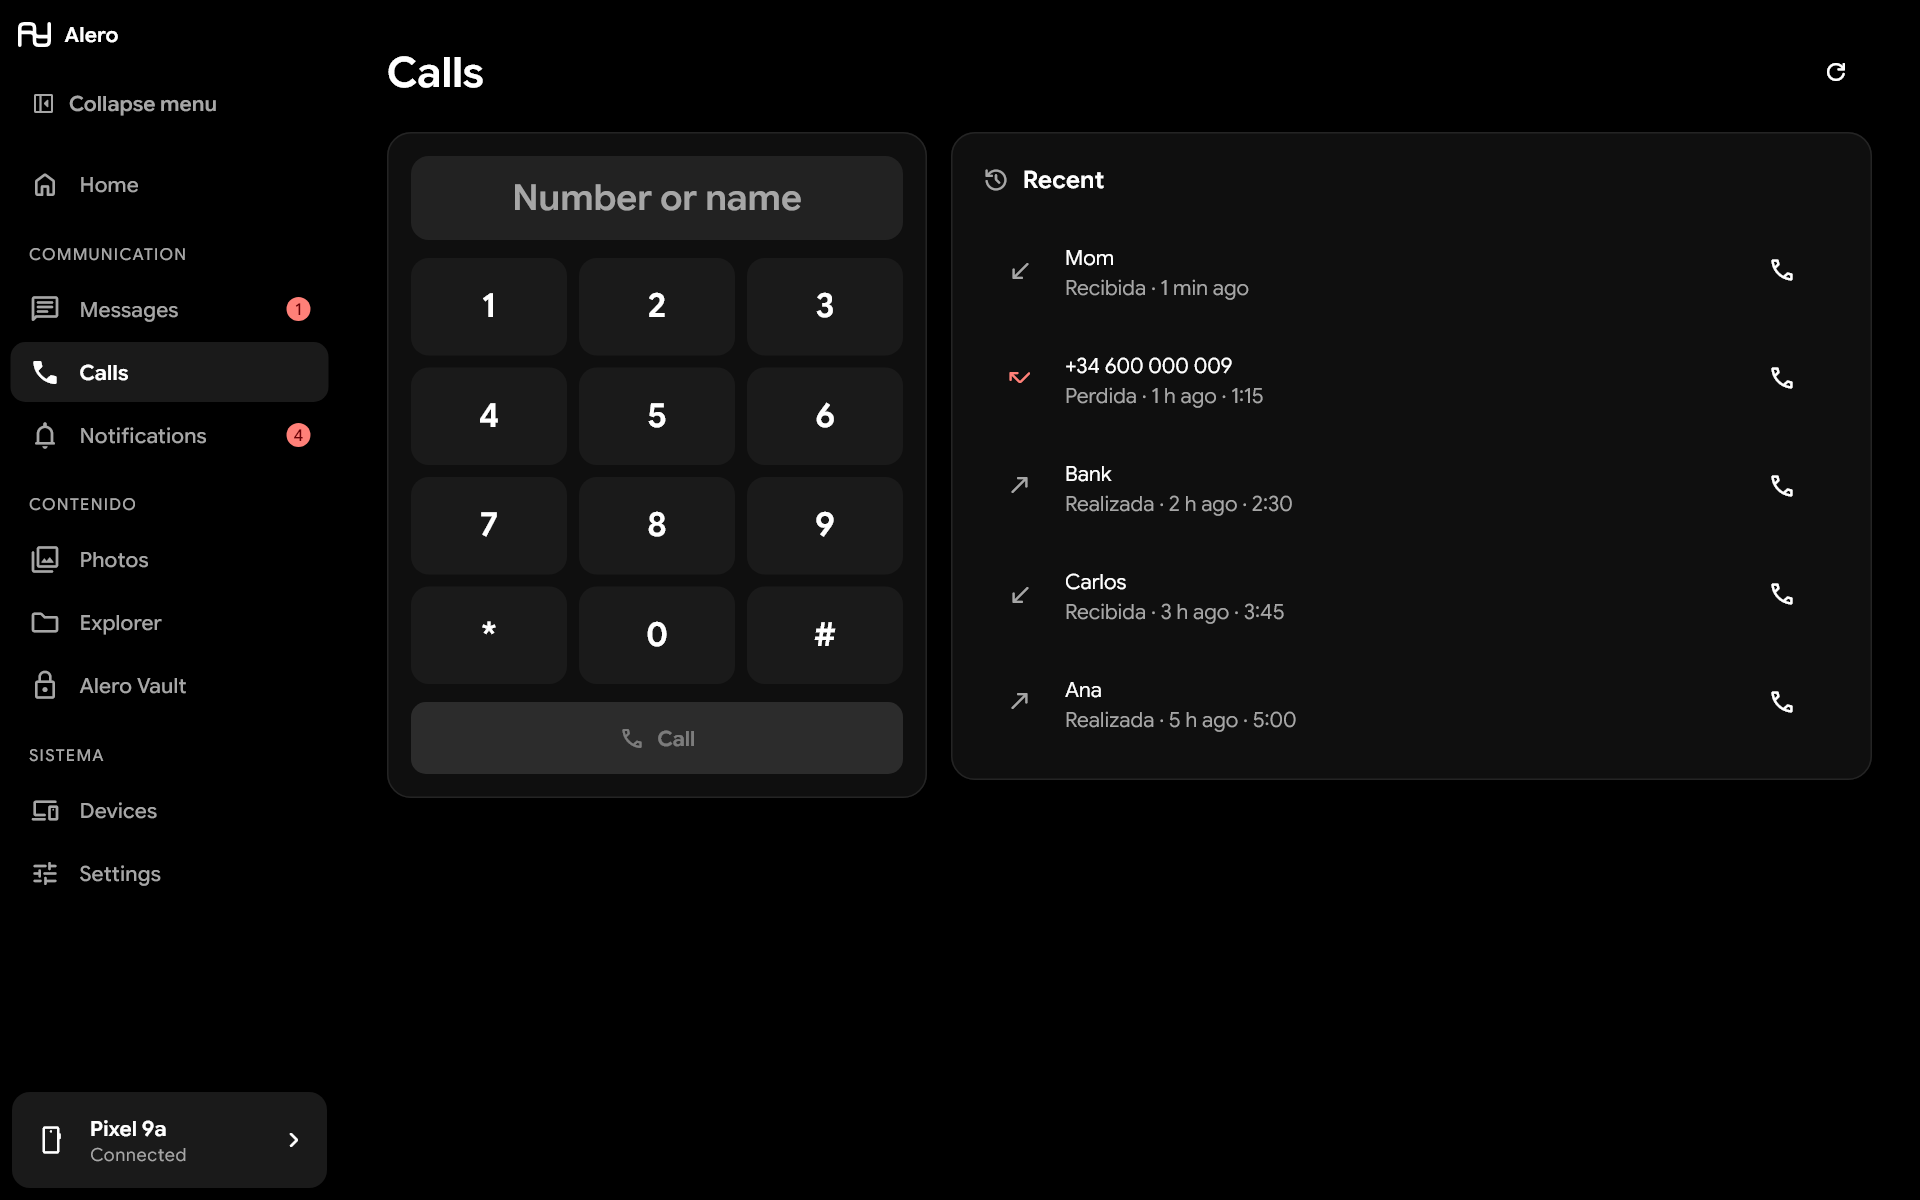 Alero
Collapse menu
Home
COMMUNICATION
Messages 1
Calls
Notifications 4
CONTENIDO
Photos
Explorer
Alero Vault
SISTEMA
Devices
Settings
Pixel 9a
Connected
Calls
Number or name
1 2 3
4 5 6
7 8 9
* 0 #
Call
Recent
Mom
Recibida · 1 min ago
+34 600 000 009
Perdida · 1 h ago · 1:15
Bank
Realizada · 2 h ago · 2:30
Carlos
Recibida · 3 h ago · 3:45
Ana
Realizada · 5 h ago · 5:00